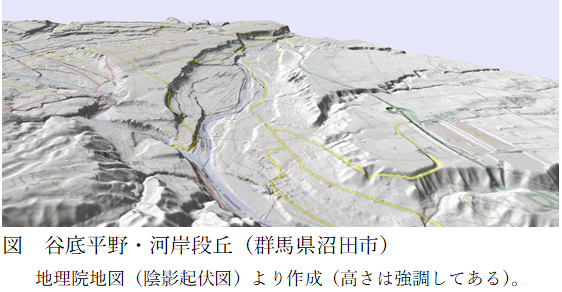 図　谷底平野・河岸段丘（群馬県沼田市）
地理院地図（陰影起伏図）より作成（高さは強調してある）。